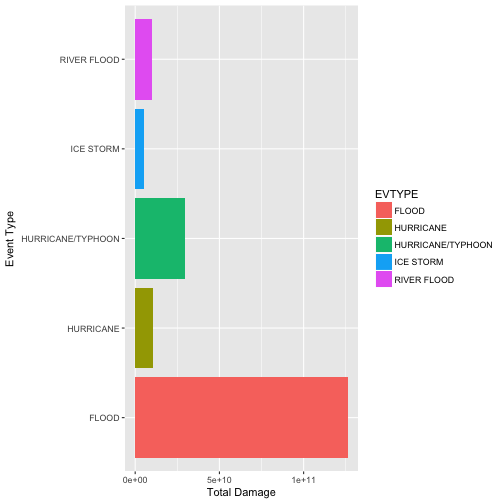 RIVER FLOOD
ICE STORM
HURRICANE/TYPHOON
HURRICANE
FLOOD
Event Type
0e+00 5e+10 1e+11
Total Damage
EVTYPE
FLOOD
HURRICANE
HURRICANE/TYPHOON
ICE STORM
RIVER FLOOD